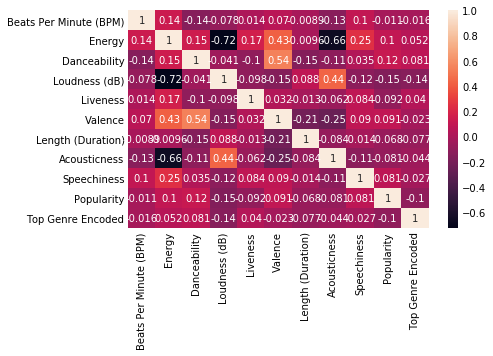 Beats Per Minute (BPM) 1 0.14 -0.14 -0.078 0.014 0.07 -0.0089 -0.13 0.1 -0.011 -0.016
Energy 0.14 1 0.15 -0.72 0.17 0.43 -0.0096 -0.66 0.25 0.1 0.052
Danceability -0.14 0.15 1 -0.041 -0.1 0.54 -0.15 -0.11 0.035 0.12 0.081
Loudness (dB) -0.078 -0.72 -0.041 1 -0.098 -0.15 0.088 0.44 -0.12 -0.15 -0.14
Liveness 0.014 0.17 -0.1 -0.098 1 0.032 -0.013 -0.062 0.084 -0.092 0.04
Valence 0.07 0.43 0.54 -0.15 0.032 1 -0.21 -0.25 0.09 0.091 -0.023
Length (Duration) -0.0089 -0.0096 -0.15 0.088 -0.013 -0.21 1 -0.084 -0.014 -0.068 -0.077
Acousticness -0.13 -0.66 -0.11 0.44 -0.062 -0.25 -0.084 1 -0.11 -0.081 -0.044
Speechiness 0.1 0.25 0.035 -0.12 0.084 0.09 -0.014 -0.11 1 0.081 -0.027
Popularity -0.011 0.1 0.12 -0.15 -0.092 0.091 -0.068 -0.081 0.081 1 -0.1
Top Genre Encoded -0.016 0.052 0.081 -0.14 0.04 -0.023 -0.077 -0.044 -0.027 -0.1 1
Beats Per Minute (BPM)
Energy
Danceability
Loudness (dB)
Liveness
Valence
Length (Duration)
Acousticness
Speechiness
Popularity
Top Genre Encoded
1.0
0.8
0.6
0.4
0.2
0.0
−0.2
−0.4
−0.6